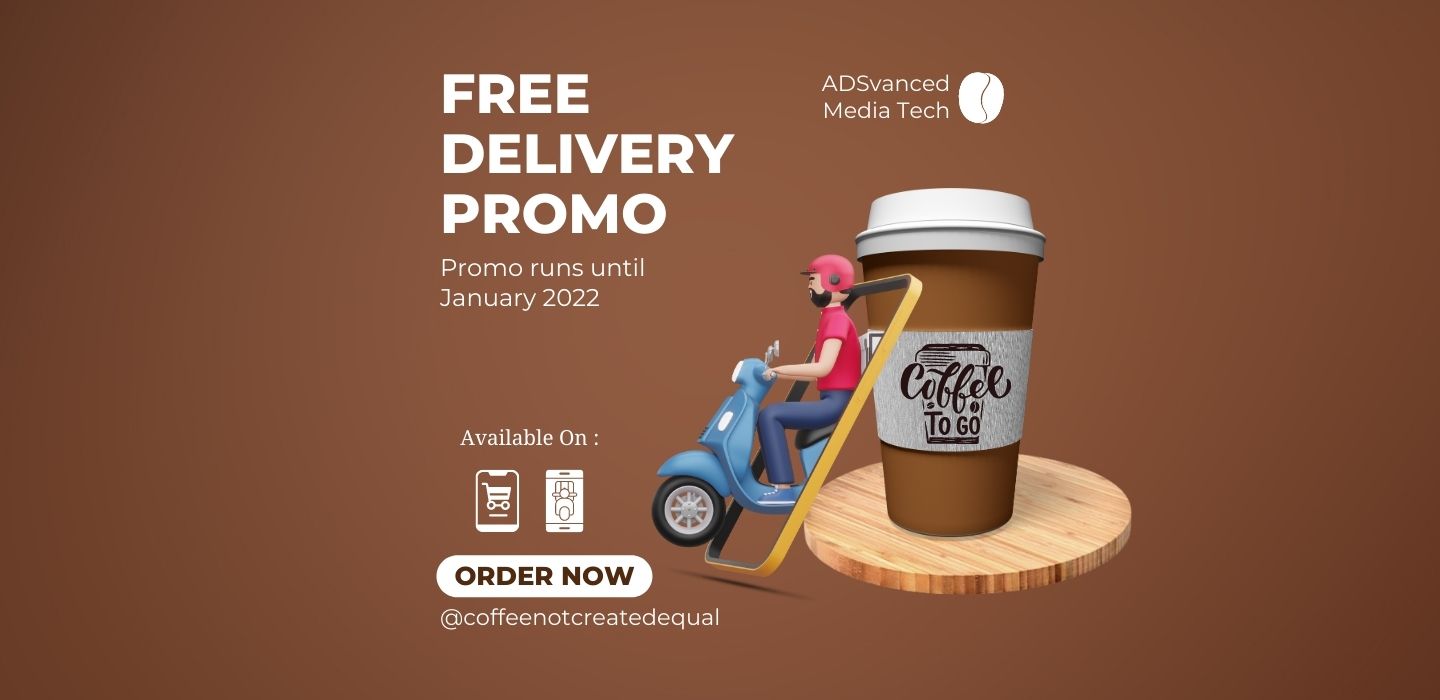 FREE
DELIVERY
PROMO
Promo runs until
January 2022
ADSvanced
Media Tech
Coffee
To GO
Available On :
ORDER NOW
@coffeenotcreatedequal